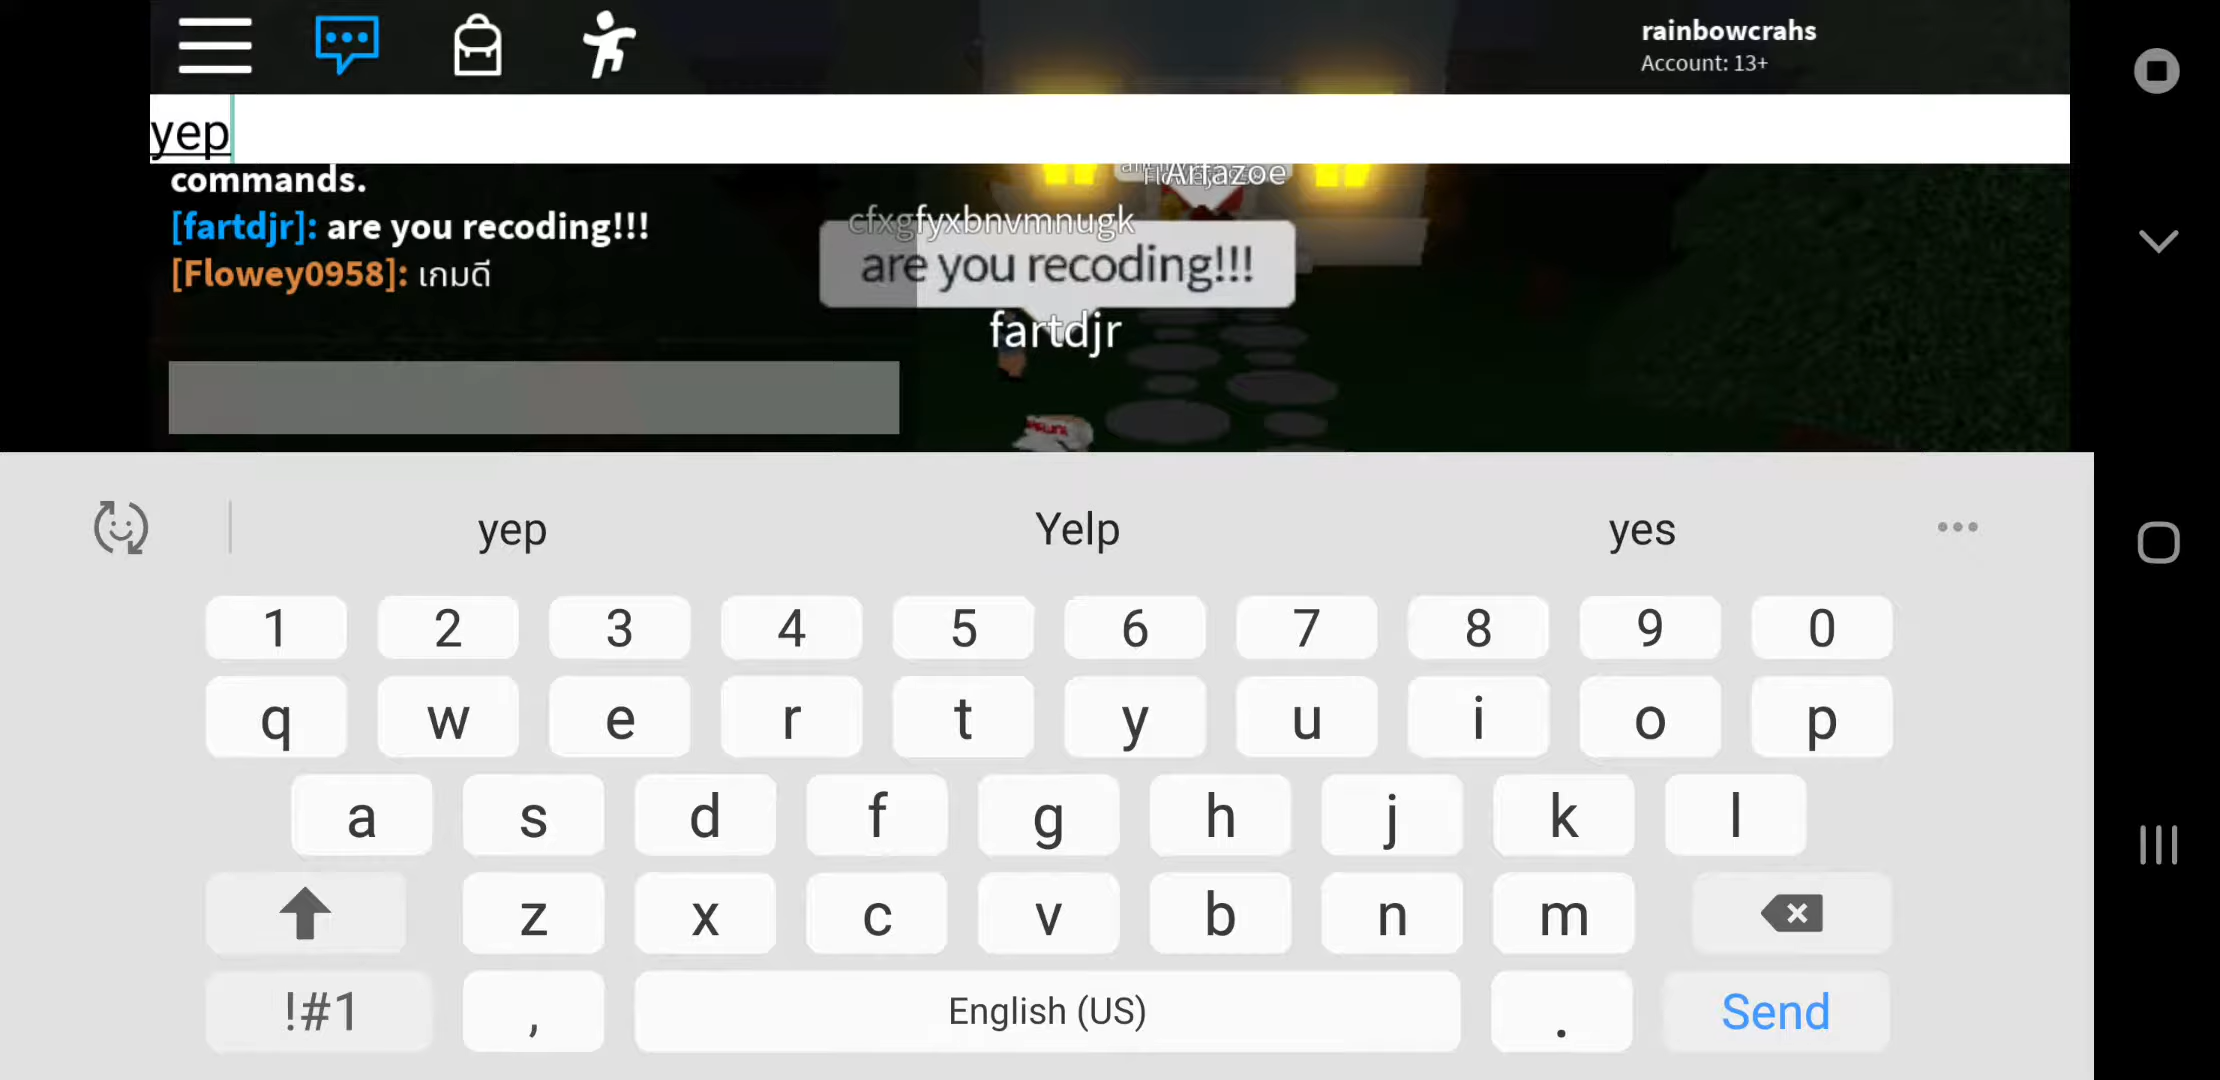 rainbowcrahs
Account: 13+
yep
commands.
[fartdjr]: are you recoding!!!
[Flowey0958]: เกมดี
Artazoe
cfxgfyxbnvmnugk
are you recoding!!!
fartdjr
yep Yelp yes
1 2 3 4 5 6 7 8 9 0
q w e r t y u i o p
a s d f g h j k l
z x c v b n m
!#1 , English (US) . Send